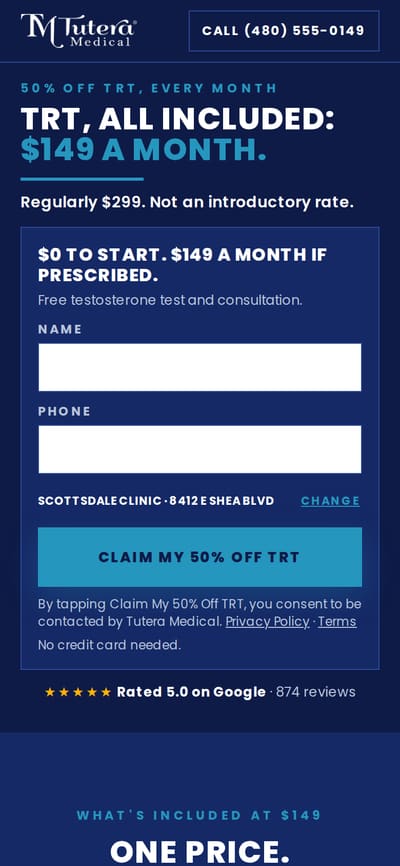 Tutera®
Medical
CALL (480) 555-0149
50% OFF TRT, EVERY MONTH
TRT, ALL INCLUDED:
$149 A MONTH.
Regularly $299. Not an introductory rate.
$0 TO START. $149 A MONTH IF
PRESCRIBED.
Free testosterone test and consultation.
NAME
PHONE
SCOTTSDALE CLINIC · 8412 E SHEA BLVD
CHANGE
CLAIM MY 50% OFF TRT
By tapping Claim My 50% Off TRT, you consent to be
contacted by Tutera Medical. Privacy Policy · Terms
No credit card needed.
★★★★★ Rated 5.0 on Google · 874 reviews
WHAT'S INCLUDED AT $149
ONE PRICE.